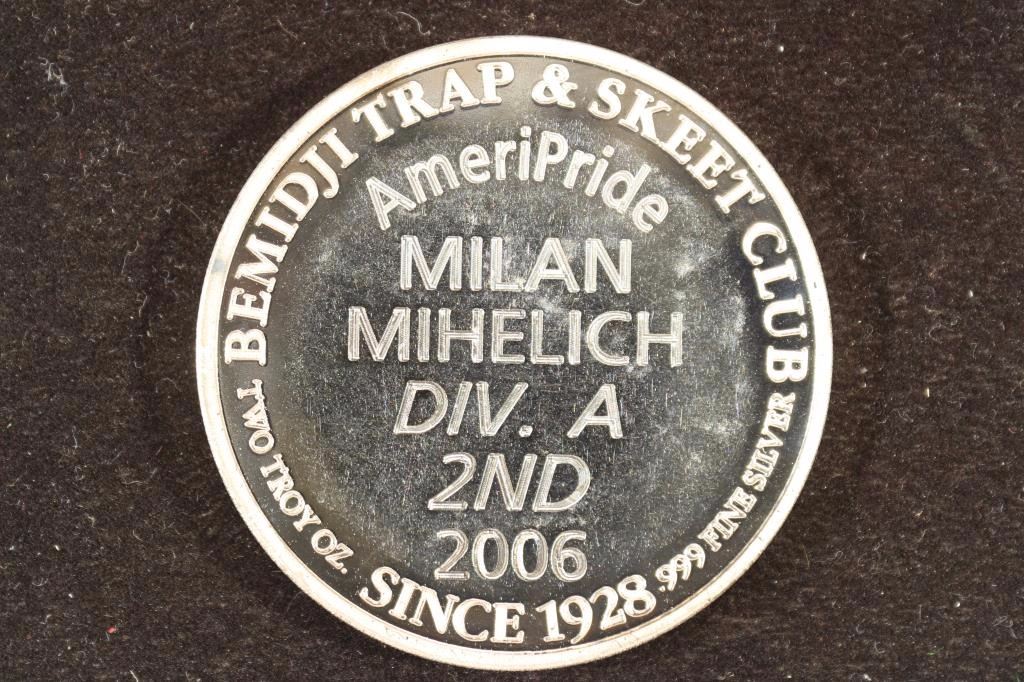 BEMIDJI TRAP & SKEET CLUB
AmeriPride
MILAN
MIHELICH
DIV. A
2ND
2006
TWO TROY OZ.
SINCE 1928
.999 FINE SILVER